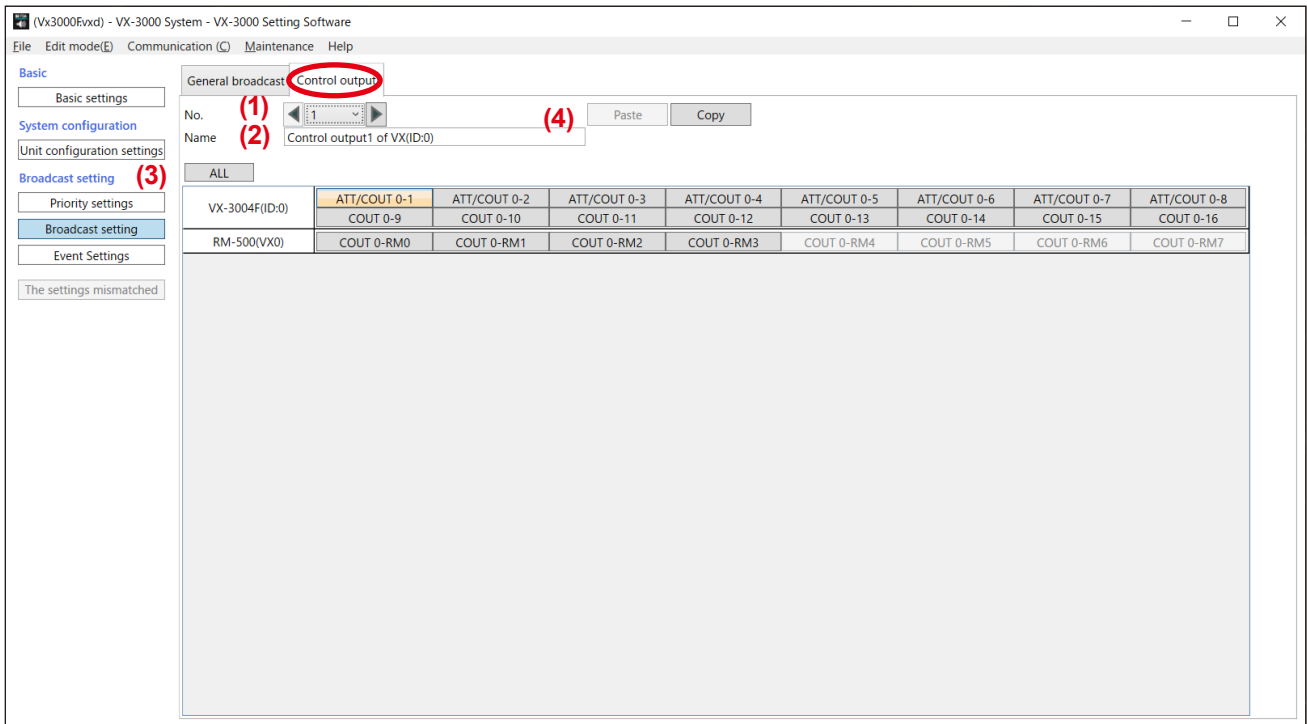 (Vx3000F.vxd) - VX-3000 System - VX-3000 Setting Software
File Edit mode(E) Communication (C) Maintenance Help
Basic
Basic settings
System configuration
Unit configuration settings
Broadcast setting (3)
Priority settings
Broadcast setting
Event Settings
The settings mismatched
General broadcast Control output
No. (1) 1 (4) Paste Copy
Name (2) Control output1 of VX(ID:0)
ALL
VX-3004F(ID:0) ATT/COUT 0-1 ATT/COUT 0-2 ATT/COUT 0-3 ATT/COUT 0-4 ATT/COUT 0-5 ATT/COUT 0-6 ATT/COUT 0-7 ATT/COUT 0-8
COUT 0-9 COUT 0-10 COUT 0-11 COUT 0-12 COUT 0-13 COUT 0-14 COUT 0-15 COUT 0-16
RM-500(VX0) COUT 0-RM0 COUT 0-RM1 COUT 0-RM2 COUT 0-RM3 COUT 0-RM4 COUT 0-RM5 COUT 0-RM6 COUT 0-RM7